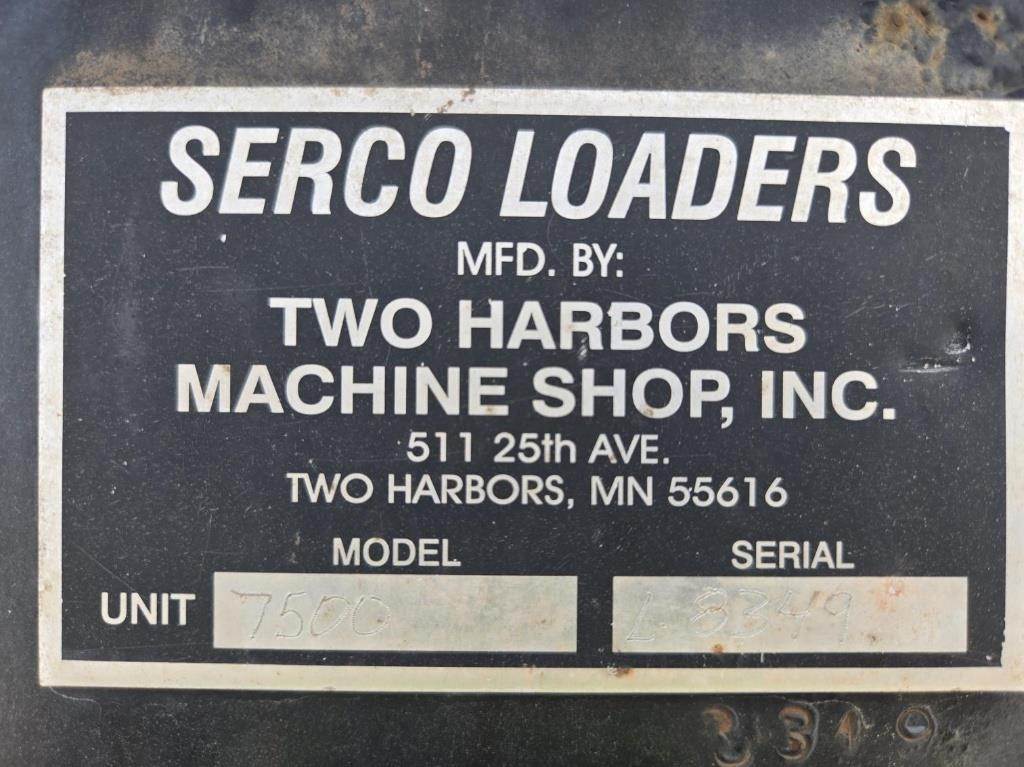 SERCO LOADERS
MFD. BY:
TWO HARBORS
MACHINE SHOP, INC.
511 25th AVE.
TWO HARBORS, MN 55616
MODEL SERIAL
UNIT 7500 L-8349
3319